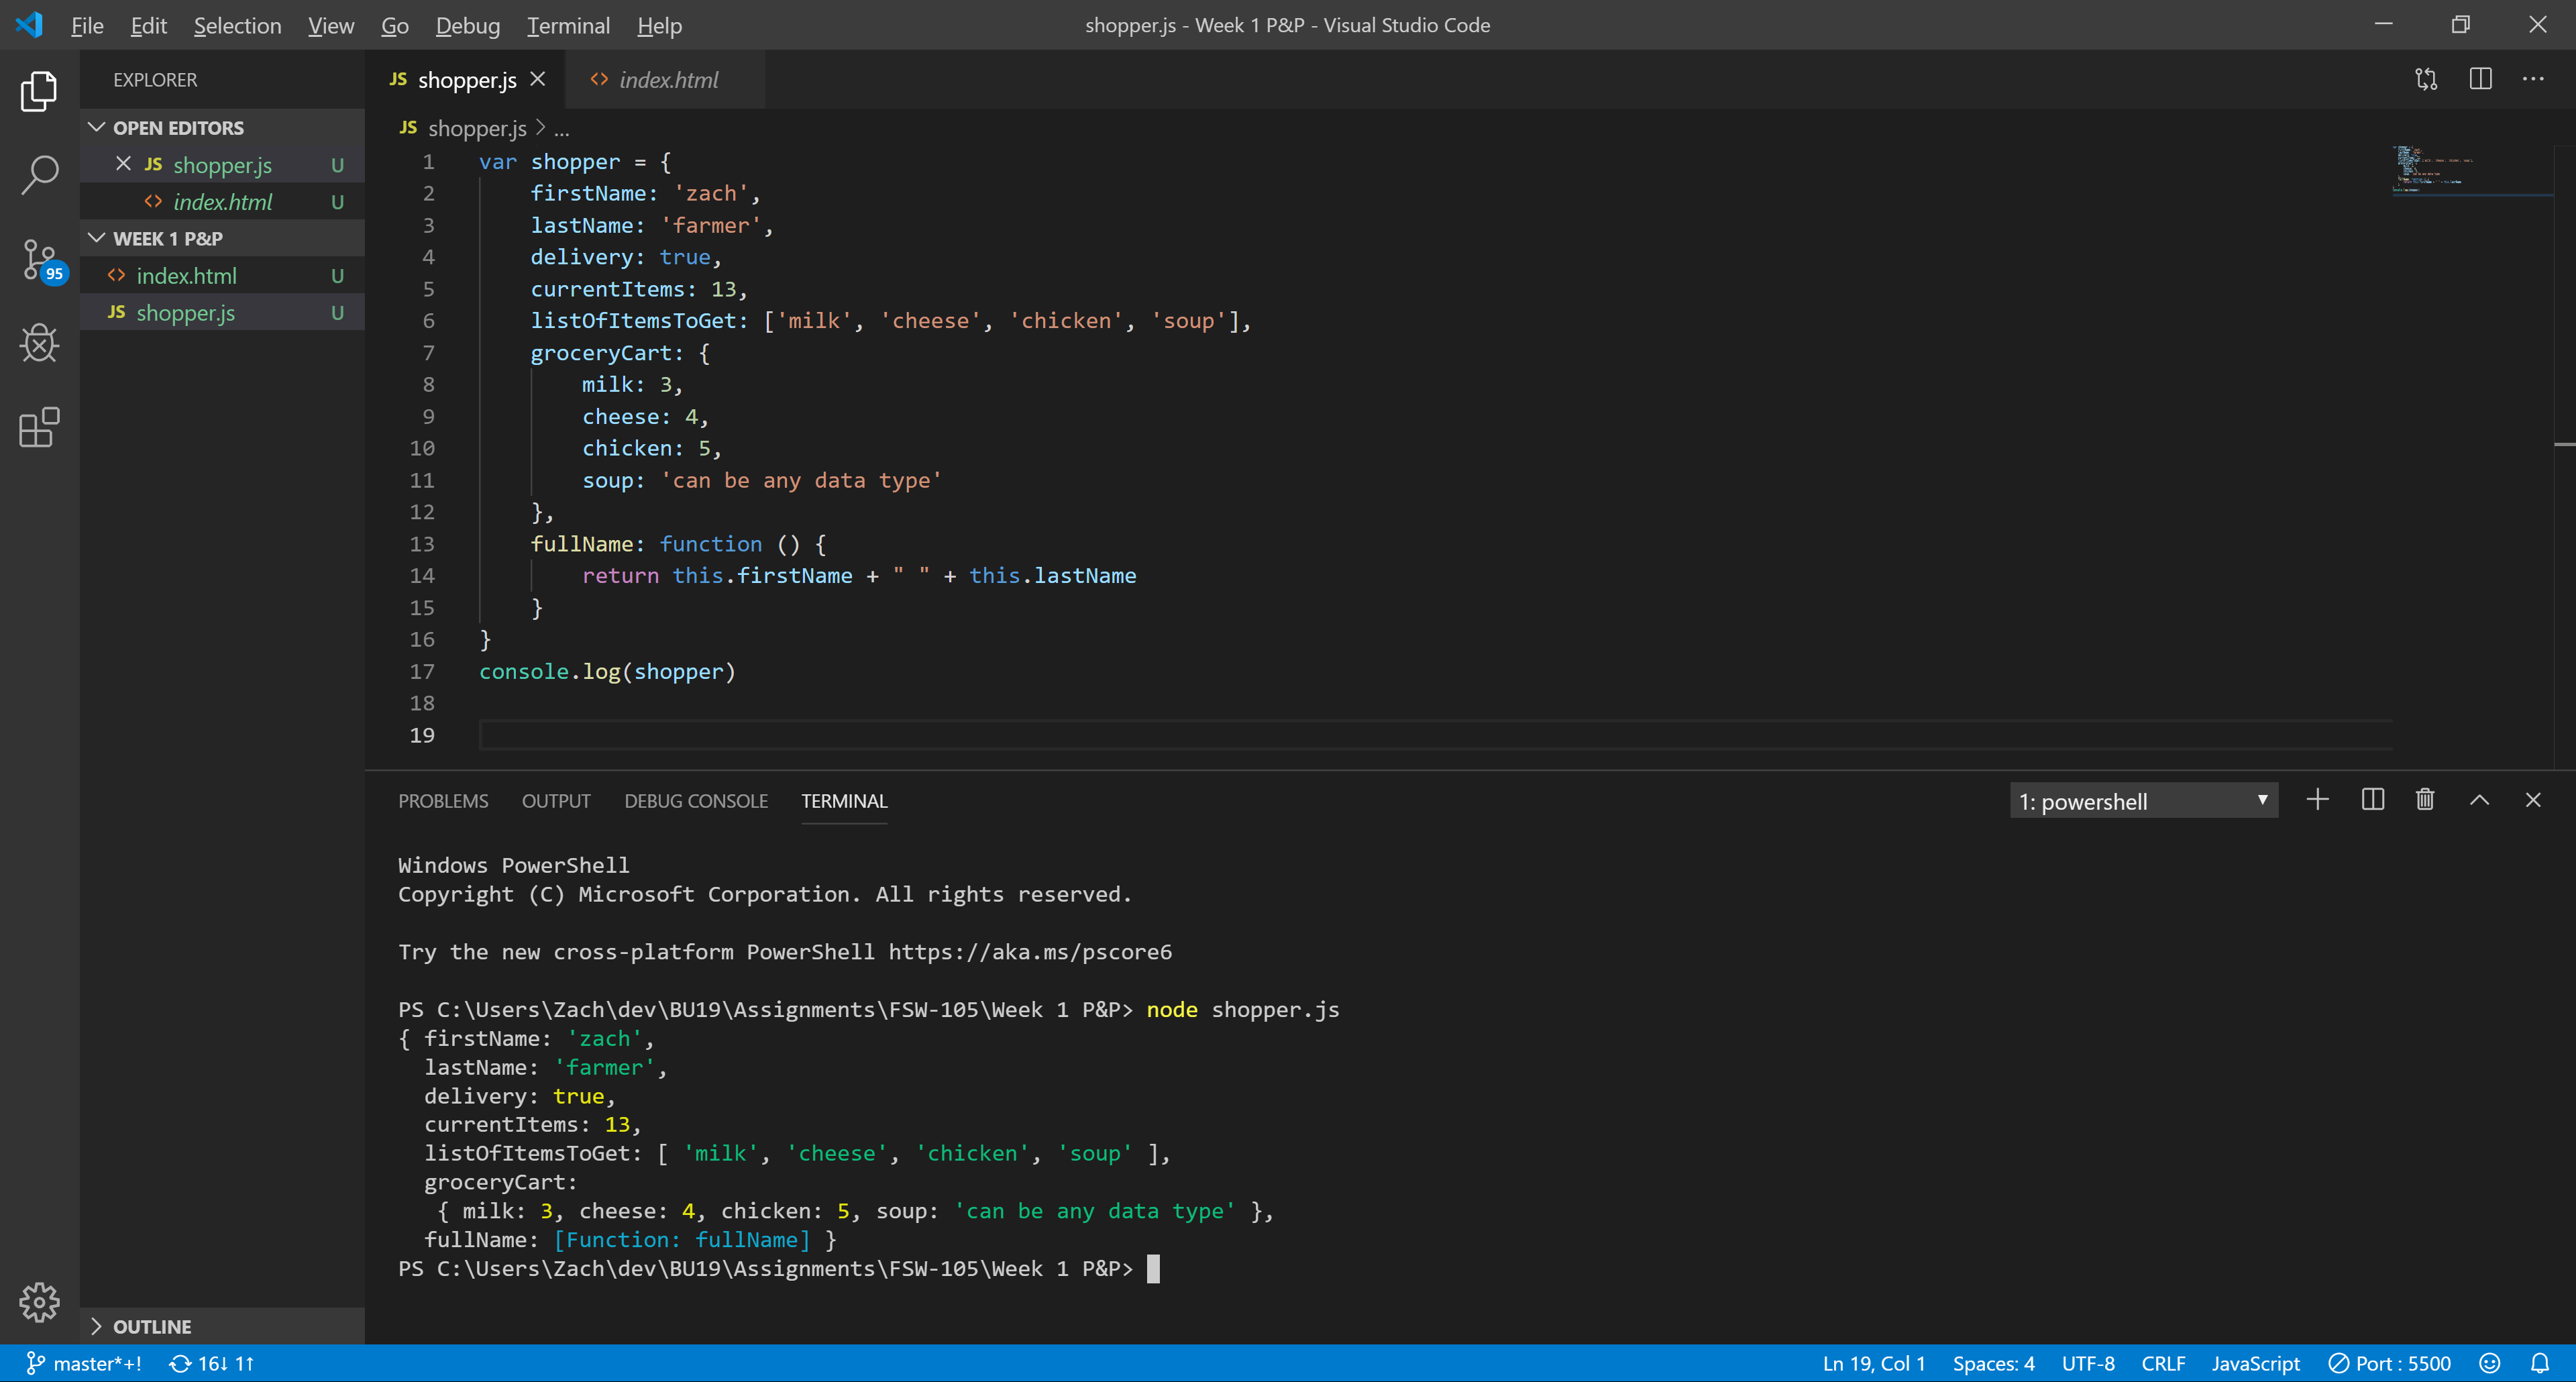 File Edit Selection View Go Debug Terminal Help
shopper.js - Week 1 P&P - Visual Studio Code
EXPLORER
OPEN EDITORS
JS shopper.js U
<> index.html U
WEEK 1 P&P
<> index.html U
JS shopper.js U
95
OUTLINE
JS shopper.js
<> index.html
JS shopper.js > ...
1 var shopper = {
2     firstName: 'zach',
3     lastName: 'farmer',
4     delivery: true,
5     currentItems: 13,
6     listOfItemsToGet: ['milk', 'cheese', 'chicken', 'soup'],
7     groceryCart: {
8         milk: 3,
9         cheese: 4,
10         chicken: 5,
11         soup: 'can be any data type'
12     },
13     fullName: function () {
14         return this.firstName + " " + this.lastName
15     }
16 }
17 console.log(shopper)
18
19
PROBLEMS OUTPUT DEBUG CONSOLE TERMINAL
1: powershell
Windows PowerShell
Copyright (C) Microsoft Corporation. All rights reserved.
Try the new cross-platform PowerShell https://aka.ms/pscore6
PS C:\Users\Zach\dev\BU19\Assignments\FSW-105\Week 1 P&P> node shopper.js
{ firstName: 'zach',
  lastName: 'farmer',
  delivery: true,
  currentItems: 13,
  listOfItemsToGet: [ 'milk', 'cheese', 'chicken', 'soup' ],
  groceryCart:
   { milk: 3, cheese: 4, chicken: 5, soup: 'can be any data type' },
  fullName: [Function: fullName] }
PS C:\Users\Zach\dev\BU19\Assignments\FSW-105\Week 1 P&P>
master*+! 16↓ 1↑
Ln 19, Col 1 Spaces: 4 UTF-8 CRLF JavaScript Port : 5500